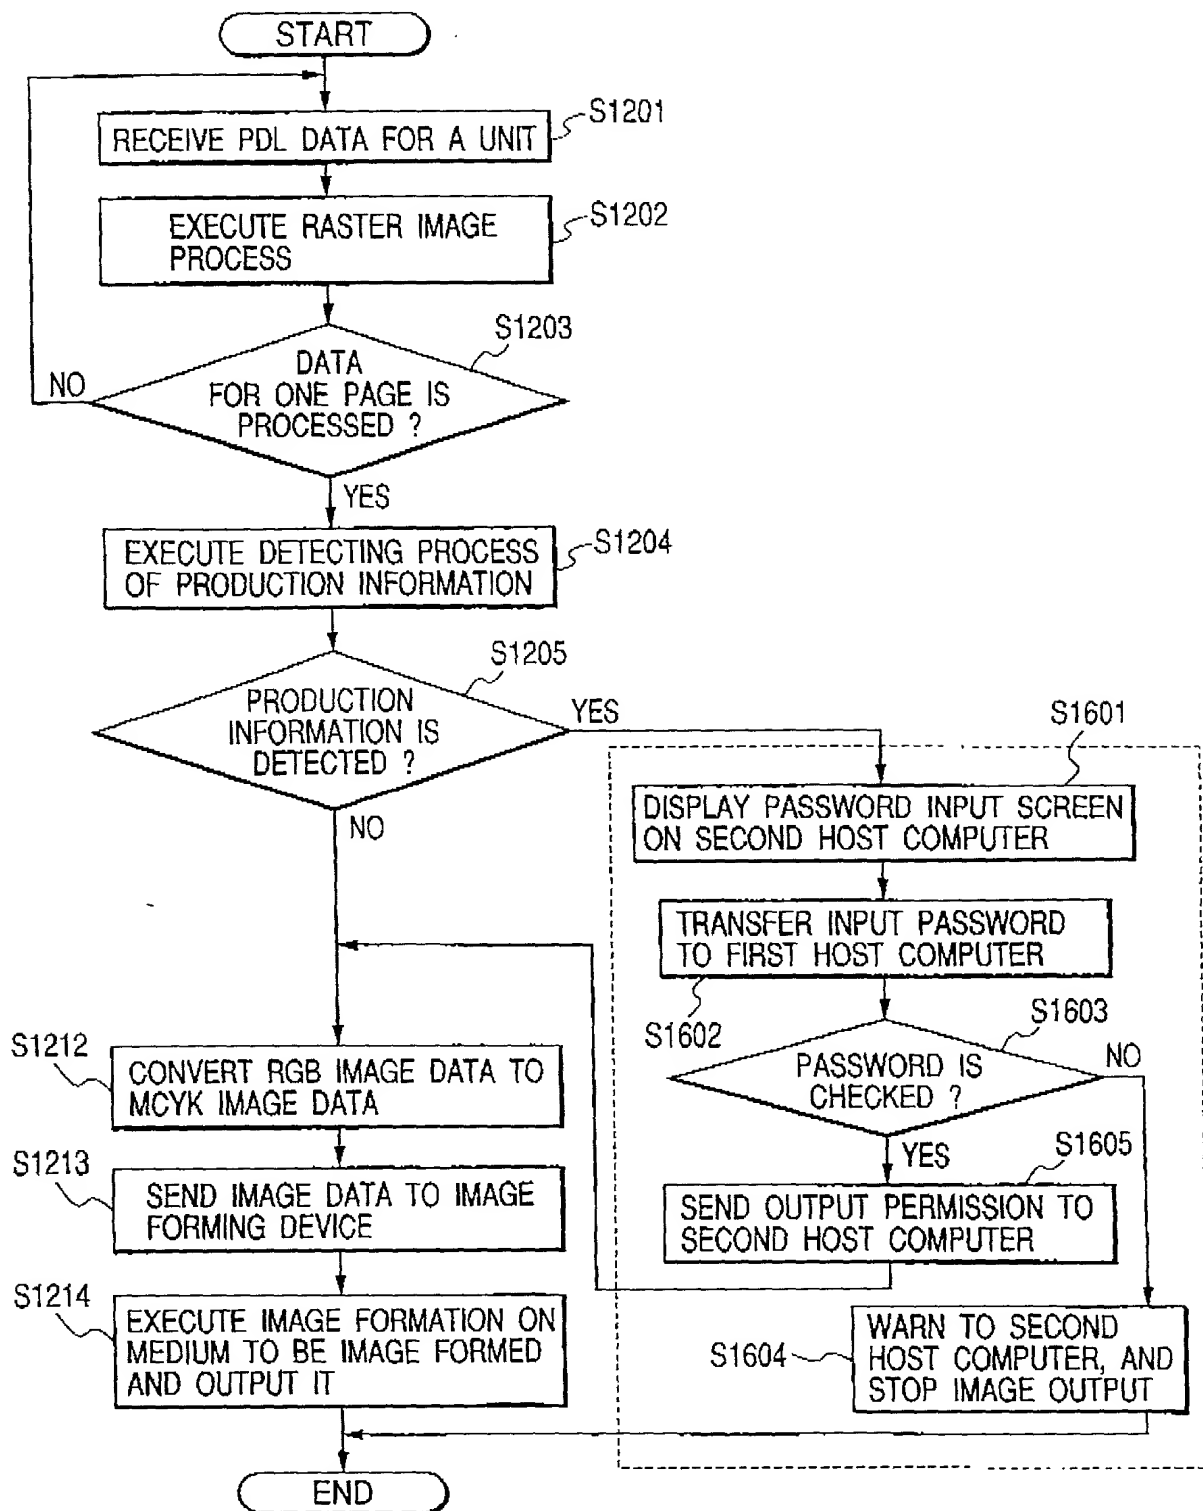 START
S1201
RECEIVE PDL DATA FOR A UNIT
S1202
EXECUTE RASTER IMAGE
PROCESS
S1203
DATA
FOR ONE PAGE IS
PROCESSED ?
NO
YES
S1204
EXECUTE DETECTING PROCESS
OF PRODUCTION INFORMATION
S1205
PRODUCTION
INFORMATION IS
DETECTED ?
YES
NO
S1601
DISPLAY PASSWORD INPUT SCREEN
ON SECOND HOST COMPUTER
TRANSFER INPUT PASSWORD
TO FIRST HOST COMPUTER
S1602
S1603
PASSWORD IS
CHECKED ?
NO
YES
S1605
SEND OUTPUT PERMISSION TO
SECOND HOST COMPUTER
S1604
WARN TO SECOND
HOST COMPUTER, AND
STOP IMAGE OUTPUT
S1212
CONVERT RGB IMAGE DATA TO
MCYK IMAGE DATA
S1213
SEND IMAGE DATA TO IMAGE
FORMING DEVICE
S1214
EXECUTE IMAGE FORMATION ON
MEDIUM TO BE IMAGE FORMED
AND OUTPUT IT
END